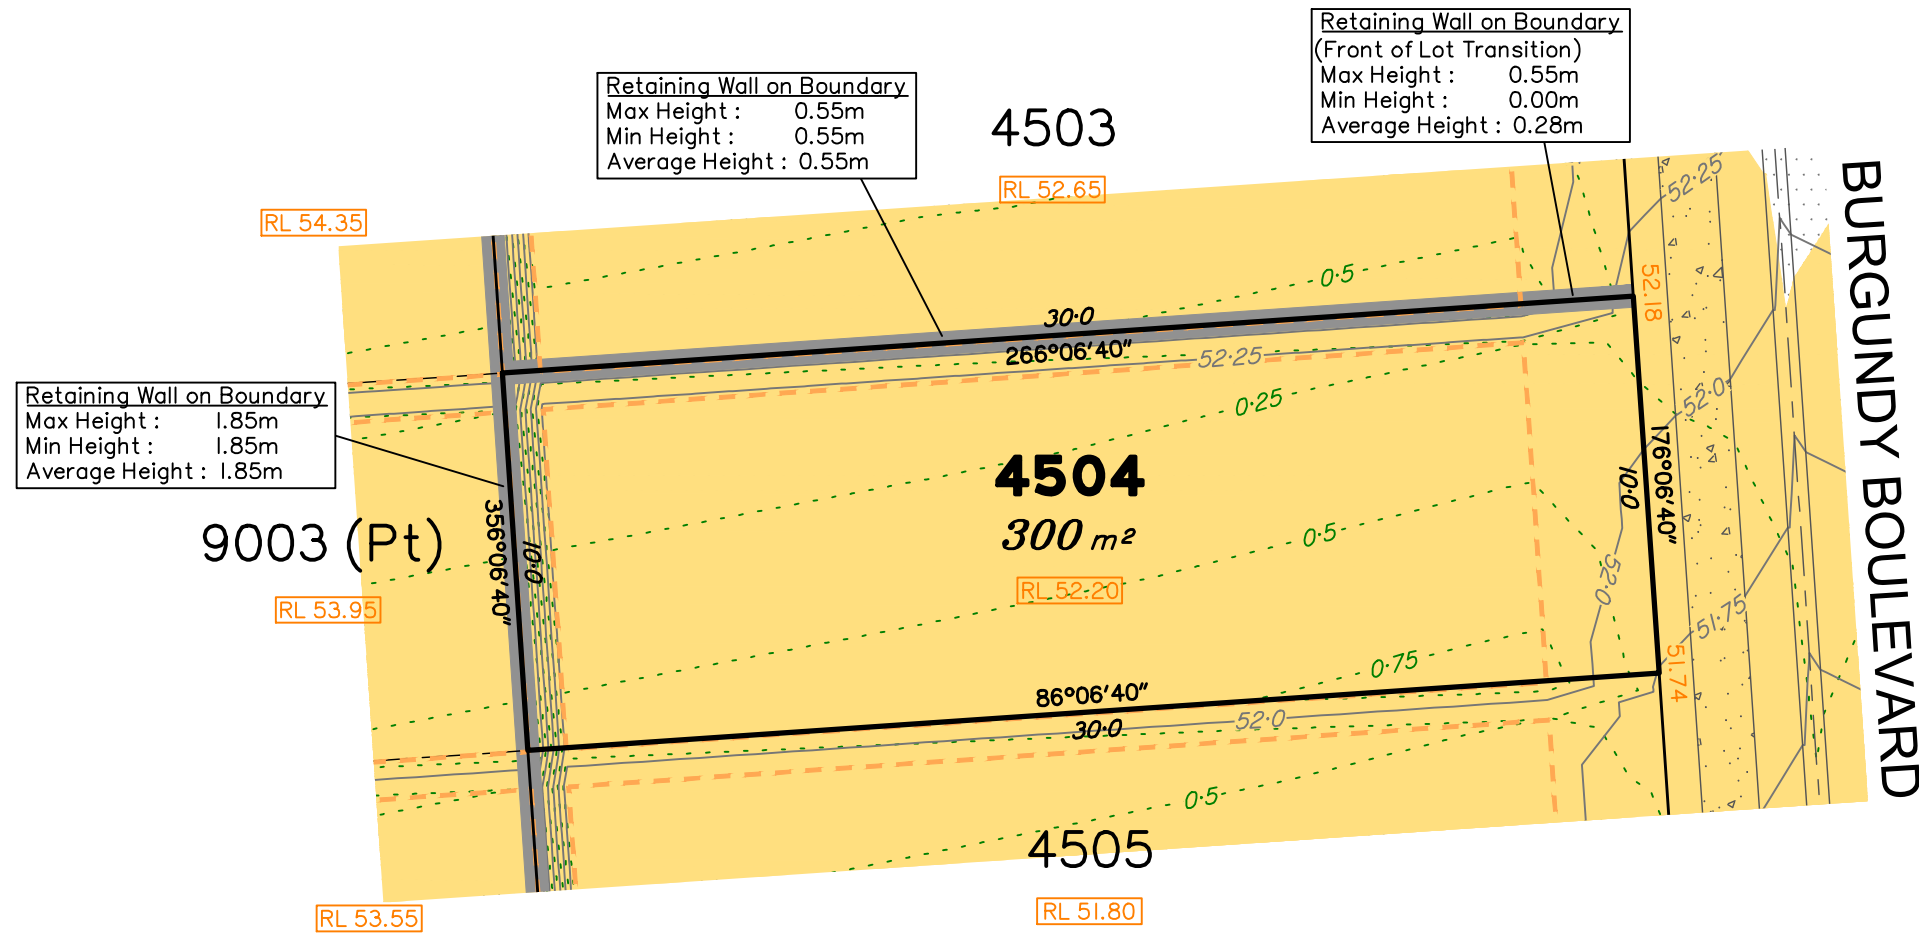 Retaining Wall on Boundary
(Front of Lot Transition)
Max Height : 0.55m
Min Height : 0.00m
Average Height : 0.28m
Retaining Wall on Boundary
Max Height : 0.55m
Min Height : 0.55m
Average Height : 0.55m
4503
RL 52.65
RL 54.35
BURGUNDY BOULEVARD
52·25
0·5
52.18
30·0
266°06'40"
52·25
0·25
52·0
Retaining Wall on Boundary
Max Height : 1.85m
Min Height : 1.85m
Average Height : 1.85m
4504
300 m²
RL 52.20
176°06'40"
10·0
356°06'40"
10·0
9003 (Pt)
RL 53.95
0·5
52·0
51·75
51.74
0·75
86°06'40"
30·0
52·0
0·5
4505
RL 53.55
RL 51.80